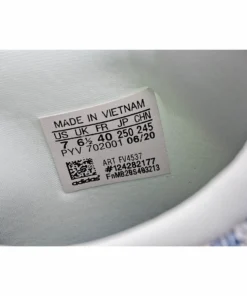 MADE IN VIETNAM
US UK FR JP CHN
7 6½ 40 250 245
PYV 702001 06/20
ART FV4537
#124282177
adidas